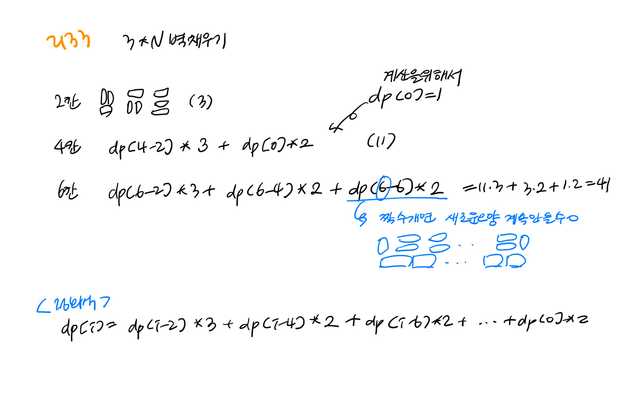 2133 3*N 벽채우기
계산을위해서
dp[0]=1
2칸 (3)
4칸 dp[4-2]*3 + dp[0]*2 (11)
6칸 dp[6-2]*3 + dp[6-4]*2 + dp[6-6]*2 = 11.3+3.2+1.2=41
짝수개면 새로운모양 계속만들수O
...
...
<점화식>
dp[i]= dp[i-2]*3+dp[i-4]*2+dp[i-6]*2+ ... +dp[0]*2